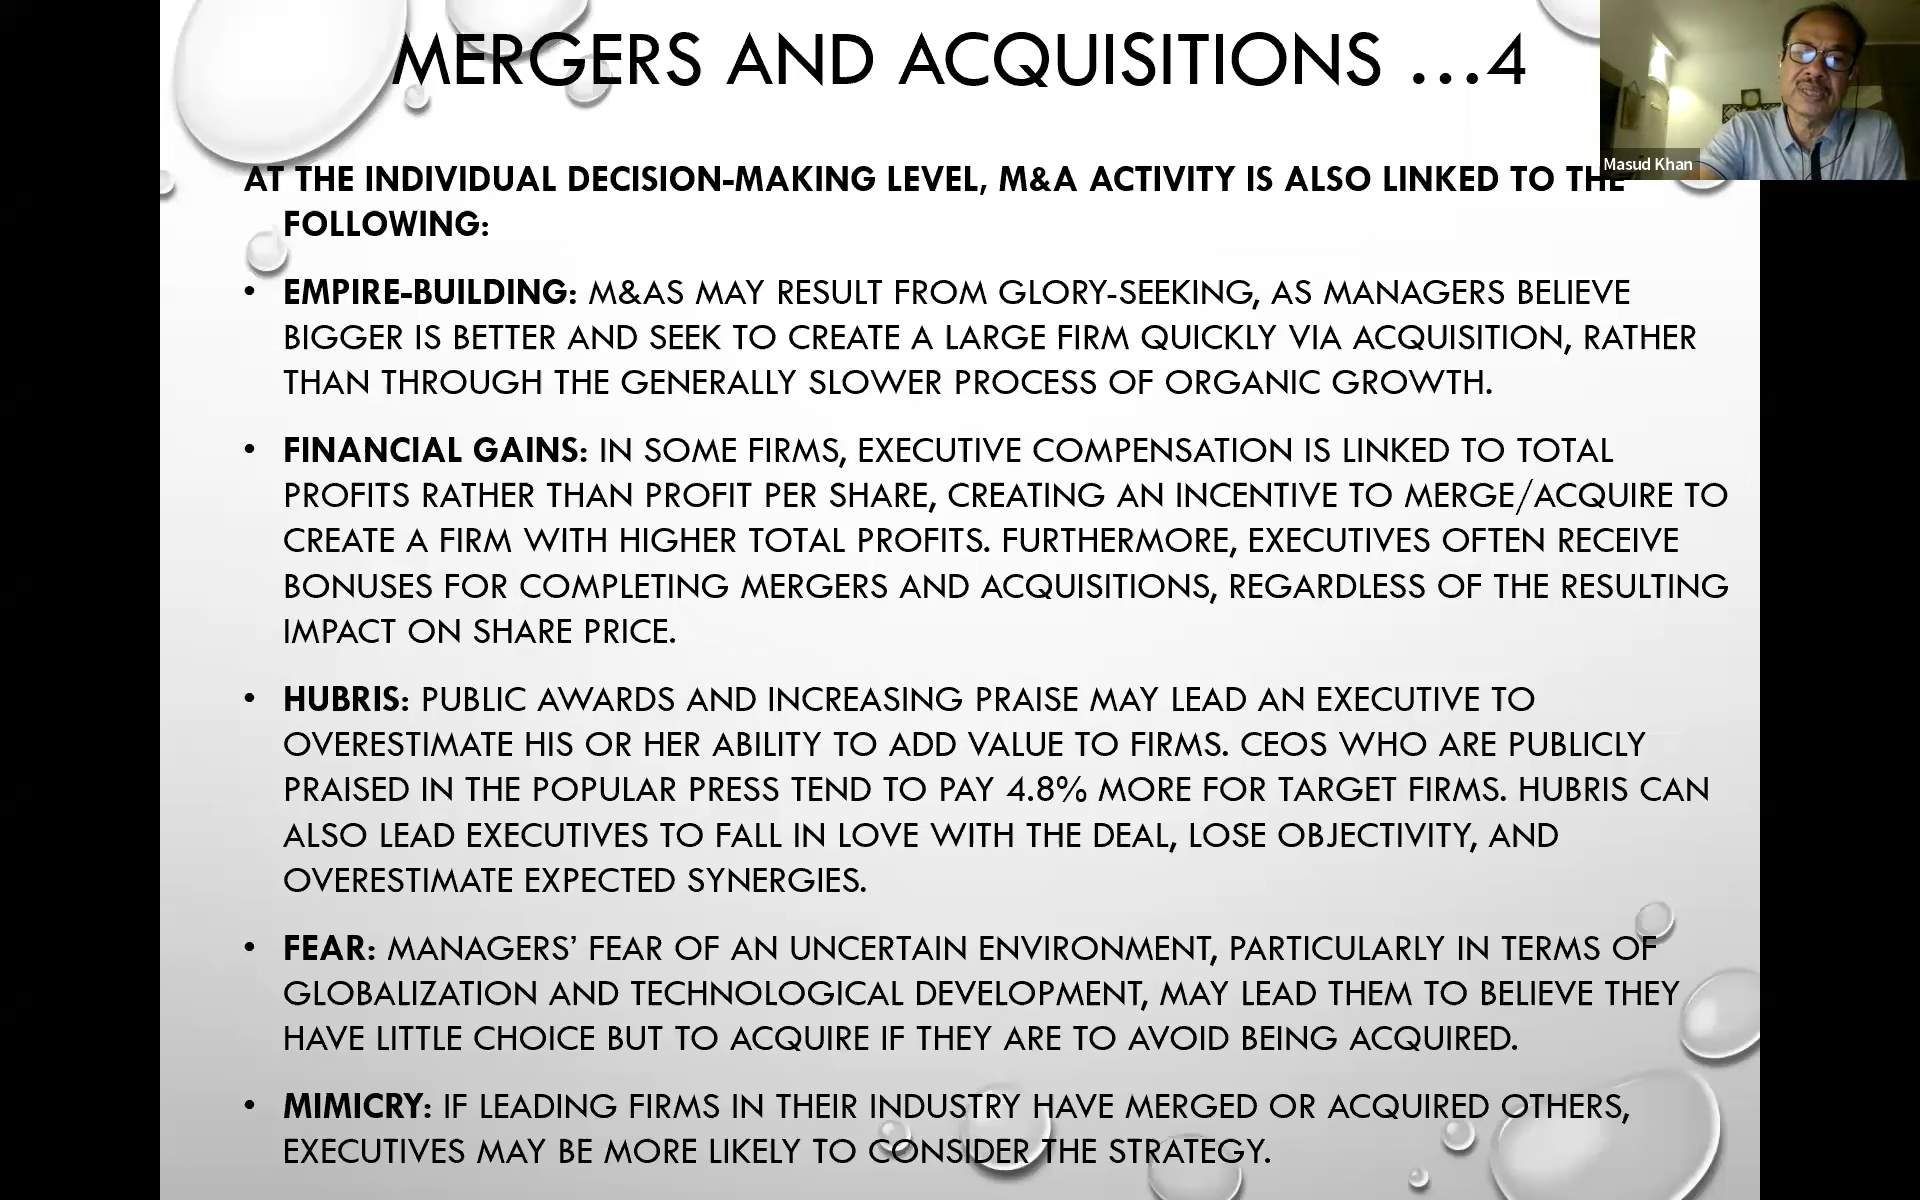 MERGERS AND ACQUISITIONS ...4
Masud Khan
AT THE INDIVIDUAL DECISION-MAKING LEVEL, M&A ACTIVITY IS ALSO LINKED TO THE
FOLLOWING:
• EMPIRE-BUILDING: M&AS MAY RESULT FROM GLORY-SEEKING, AS MANAGERS BELIEVE
BIGGER IS BETTER AND SEEK TO CREATE A LARGE FIRM QUICKLY VIA ACQUISITION, RATHER
THAN THROUGH THE GENERALLY SLOWER PROCESS OF ORGANIC GROWTH.
• FINANCIAL GAINS: IN SOME FIRMS, EXECUTIVE COMPENSATION IS LINKED TO TOTAL
PROFITS RATHER THAN PROFIT PER SHARE, CREATING AN INCENTIVE TO MERGE/ACQUIRE TO
CREATE A FIRM WITH HIGHER TOTAL PROFITS. FURTHERMORE, EXECUTIVES OFTEN RECEIVE
BONUSES FOR COMPLETING MERGERS AND ACQUISITIONS, REGARDLESS OF THE RESULTING
IMPACT ON SHARE PRICE.
• HUBRIS: PUBLIC AWARDS AND INCREASING PRAISE MAY LEAD AN EXECUTIVE TO
OVERESTIMATE HIS OR HER ABILITY TO ADD VALUE TO FIRMS. CEOS WHO ARE PUBLICLY
PRAISED IN THE POPULAR PRESS TEND TO PAY 4.8% MORE FOR TARGET FIRMS. HUBRIS CAN
ALSO LEAD EXECUTIVES TO FALL IN LOVE WITH THE DEAL, LOSE OBJECTIVITY, AND
OVERESTIMATE EXPECTED SYNERGIES.
• FEAR: MANAGERS’ FEAR OF AN UNCERTAIN ENVIRONMENT, PARTICULARLY IN TERMS OF
GLOBALIZATION AND TECHNOLOGICAL DEVELOPMENT, MAY LEAD THEM TO BELIEVE THEY
HAVE LITTLE CHOICE BUT TO ACQUIRE IF THEY ARE TO AVOID BEING ACQUIRED.
• MIMICRY: IF LEADING FIRMS IN THEIR INDUSTRY HAVE MERGED OR ACQUIRED OTHERS,
EXECUTIVES MAY BE MORE LIKELY TO CONSIDER THE STRATEGY.